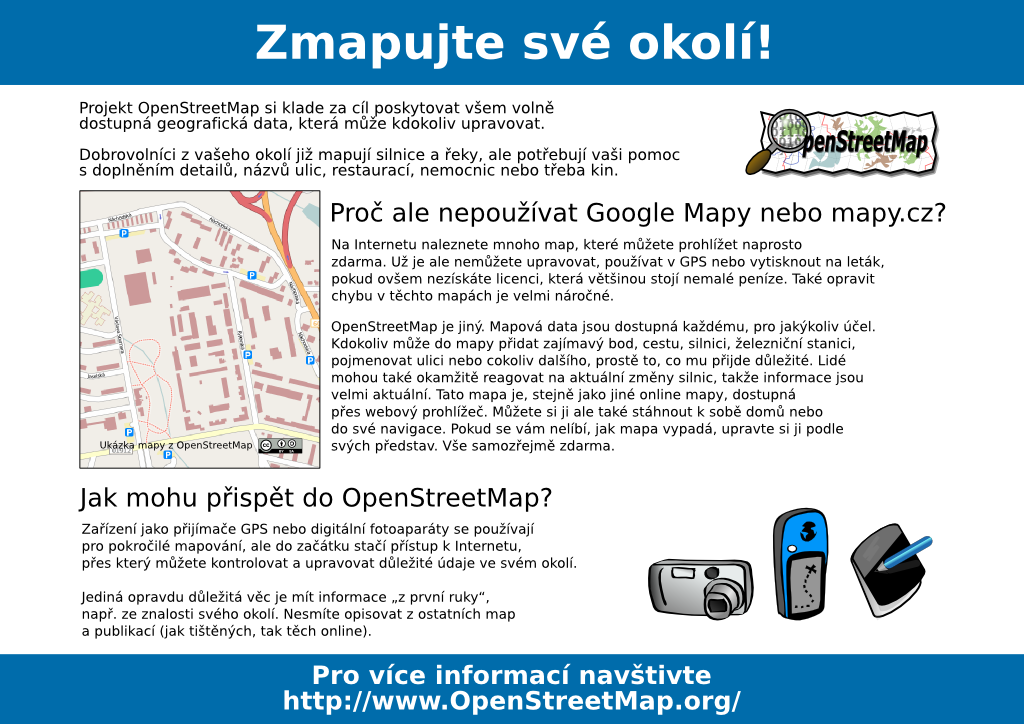 Zmapujte své okolí!
Projekt OpenStreetMap si klade za cíl poskytovat všem volně
dostupná geografická data, která může kdokoliv upravovat.
Dobrovolníci z vašeho okolí již mapují silnice a řeky, ale potřebují vaši pomoc
s doplněním detailů, názvů ulic, restaurací, nemocnic nebo třeba kin.
OpenStreetMap
Proč ale nepoužívat Google Mapy nebo mapy.cz?
Na Internetu naleznete mnoho map, které můžete prohlížet naprosto
zdarma. Už je ale nemůžete upravovat, používat v GPS nebo vytisknout na leták,
pokud ovšem nezískáte licenci, která většinou stojí nemalé peníze. Také opravit
chybu v těchto mapách je velmi náročné.
OpenStreetMap je jiný. Mapová data jsou dostupná každému, pro jakýkoliv účel.
Kdokoliv může do mapy přidat zajímavý bod, cestu, silnici, železniční stanici,
pojmenovat ulici nebo cokoliv dalšího, prostě to, co mu přijde důležité. Lidé
mohou také okamžitě reagovat na aktuální změny silnic, takže informace jsou
velmi aktuální. Tato mapa je, stejně jako jiné online mapy, dostupná
přes webový prohlížeč. Můžete si ji ale také stáhnout k sobě domů nebo
do své navigace. Pokud se vám nelíbí, jak mapa vypadá, upravte si ji podle
svých představ. Vše samozřejmě zdarma.
P
P
P
P
P
P
Ukázka mapy z OpenStreetMap
cc
BY SA
Jak mohu přispět do OpenStreetMap?
Zařízení jako přijímače GPS nebo digitální fotoaparáty se používají
pro pokročilé mapování, ale do začátku stačí přístup k Internetu,
přes který můžete kontrolovat a upravovat důležité údaje ve svém okolí.
Jediná opravdu důležitá věc je mít informace „z první ruky“,
např. ze znalosti svého okolí. Nesmíte opisovat z ostatních map
a publikací (jak tištěných, tak těch online).
Pro více informací navštivte
http://www.OpenStreetMap.org/